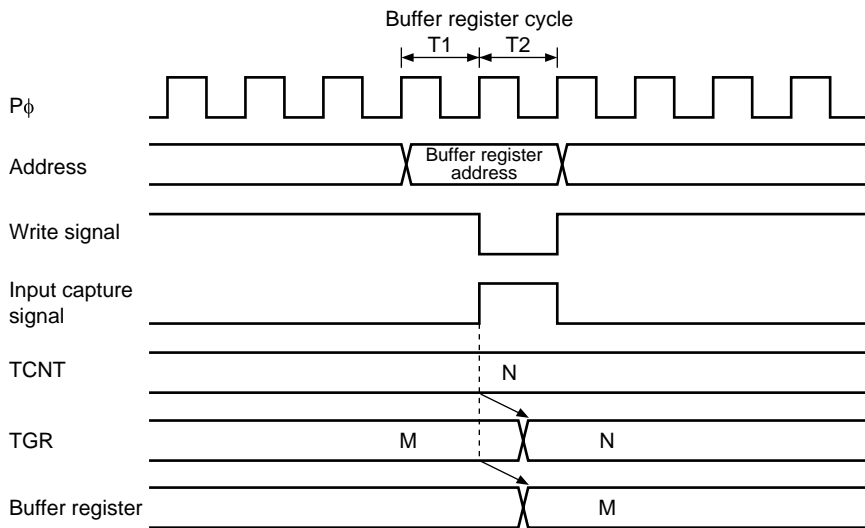 Buffer register cycle
T1 T2
Pϕ
Address
Buffer register
address
Write signal
Input capture
signal
TCNT
N
TGR
M N
Buffer register
M